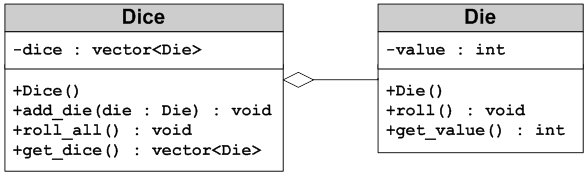 Dice
-dice : vector<Die>
+Dice()
+add_die(die : Die) : void
+roll_all() : void
+get_dice() : vector<Die>
Die
-value : int
+Die()
+roll() : void
+get_value() : int